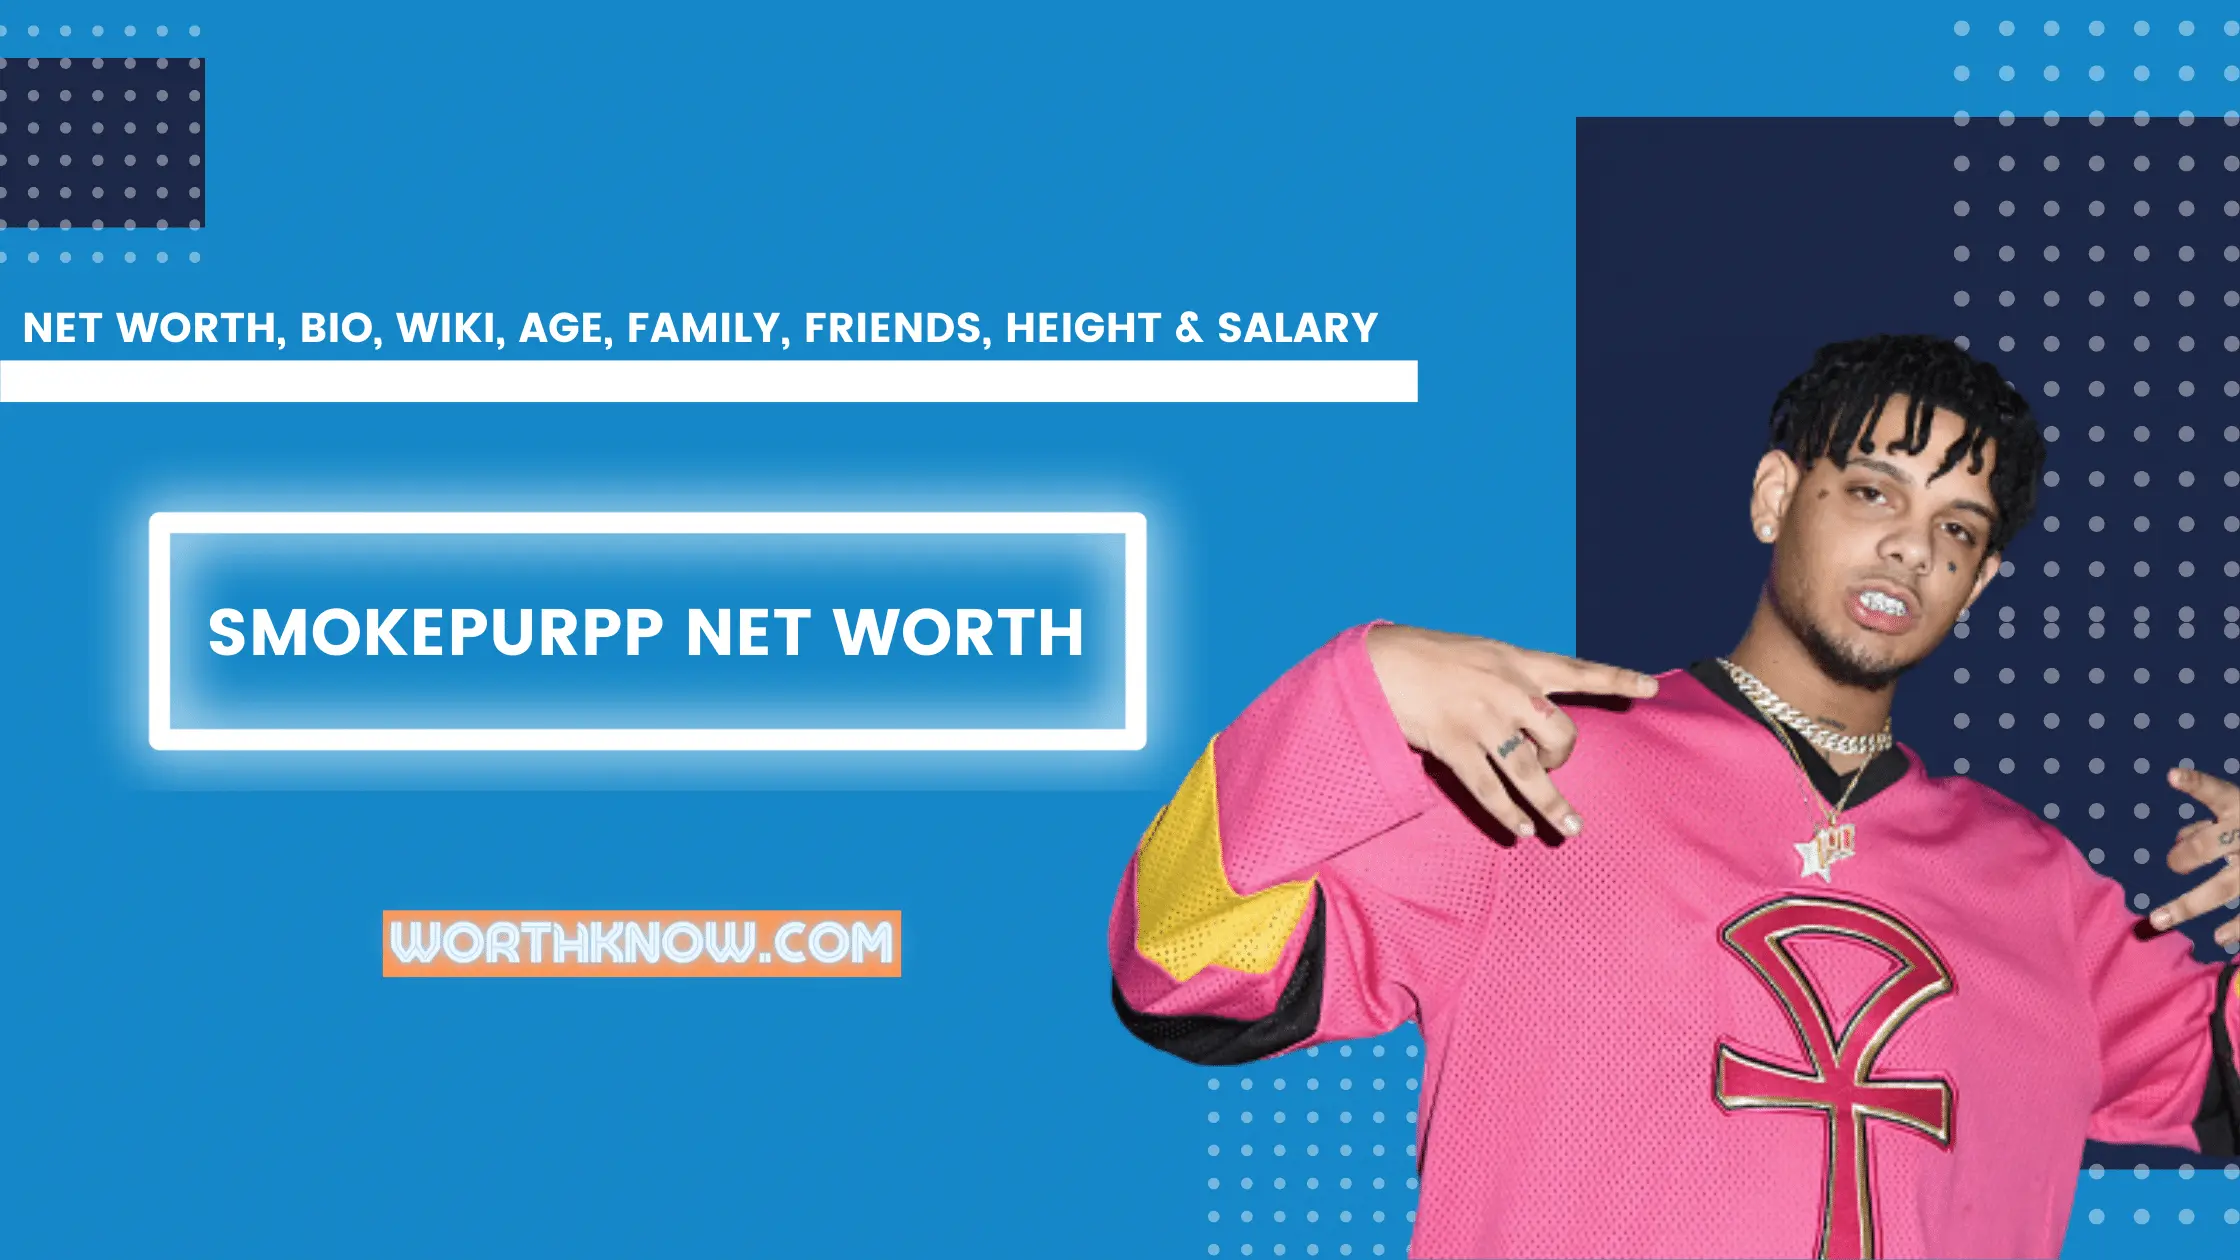 NET WORTH, BIO, WIKI, AGE, FAMILY, FRIENDS, HEIGHT & SALARY
SMOKEPURPP NET WORTH
WORTHKNOW.COM